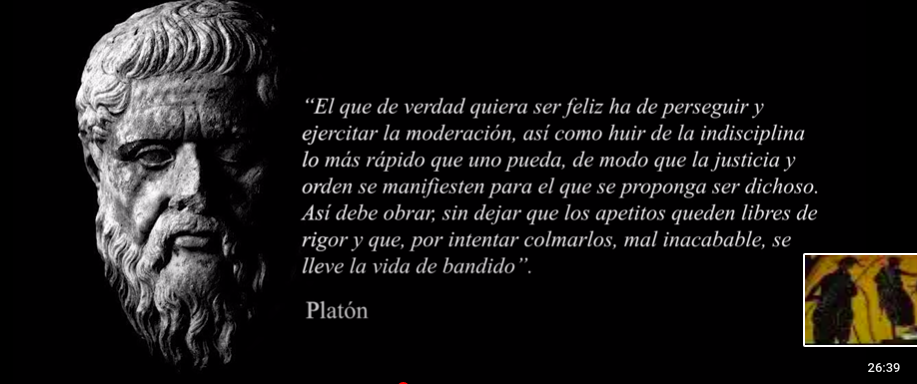 “El que de verdad quiera ser feliz ha de perseguir y
ejercitar la moderación, así como huir de la indisciplina
lo más rápido que uno pueda, de modo que la justicia y
orden se manifiesten para el que se proponga ser dichoso.
Así debe obrar, sin dejar que los apetitos queden libres de
rigor y que, por intentar colmarlos, mal inacabable, se
lleve la vida de bandido”.
Platón
26:39